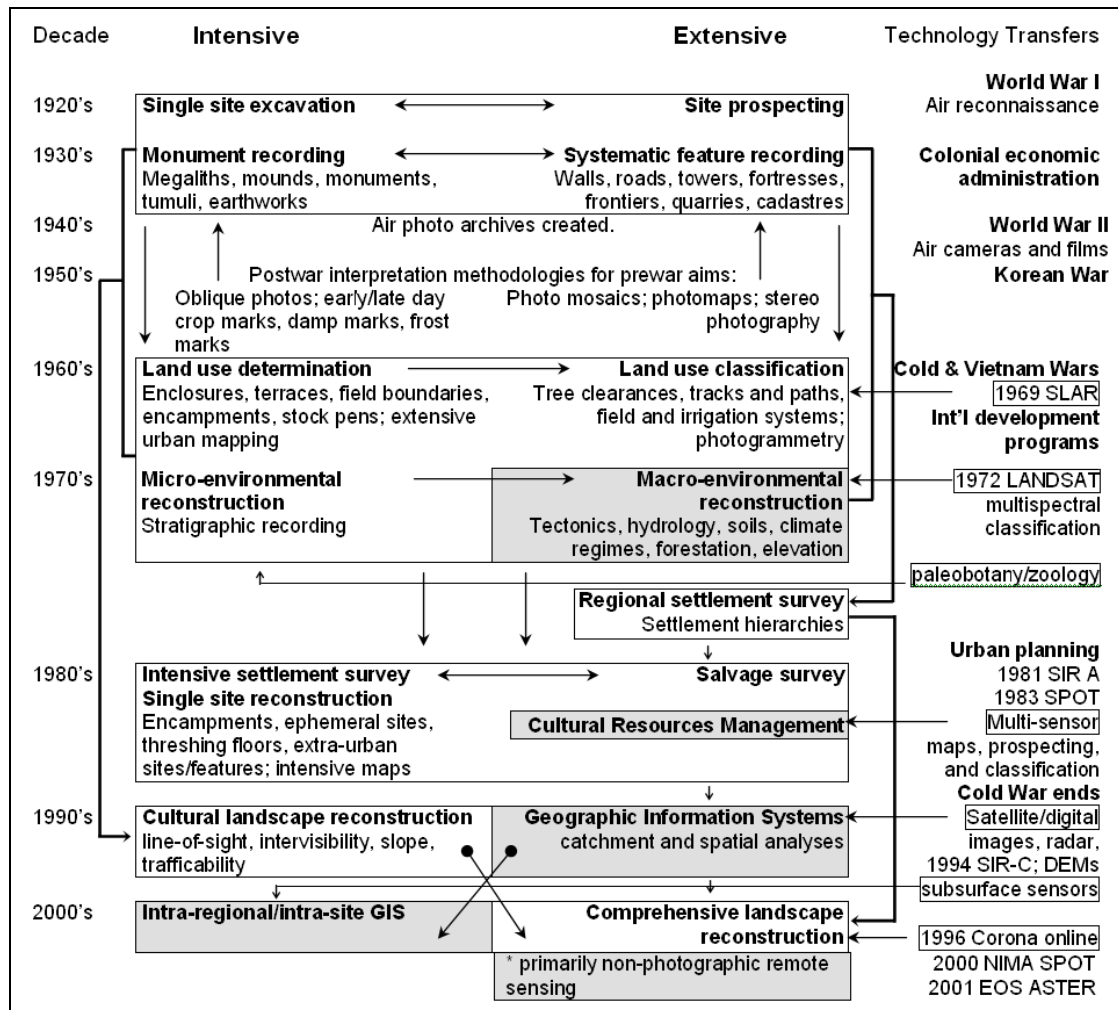 Decade Intensive Extensive Technology Transfers
World War I
1920's Single site excavation Site prospecting Air reconnaissance
1930's Monument recording Systematic feature recording Colonial economic
Megaliths, mounds, monuments, Walls, roads, towers, fortresses, administration
tumuli, earthworks frontiers, quarries, cadastres
1940's Air photo archives created. World War II
Air cameras and films
1950's Postwar interpretation methodologies for prewar aims: Korean War
Oblique photos; early/late day Photo mosaics; photomaps; stereo
crop marks, damp marks, frost photography
marks
1960's Land use determination Land use classification Cold & Vietnam Wars
Enclosures, terraces, field boundaries, Tree clearances, tracks and paths, 1969 SLAR
encampments, stock pens; extensive field and irrigation systems; Int'l development
urban mapping photogrammetry programs
1970's Micro-environmental Macro-environmental 1972 LANDSAT
reconstruction reconstruction multispectral
Stratigraphic recording Tectonics, hydrology, soils, climate classification
regimes, forestation, elevation
paleobotany/zoology
Regional settlement survey
Settlement hierarchies
Urban planning
1980's Intensive settlement survey Salvage survey 1981 SIR A
Single site reconstruction 1983 SPOT
Encampments, ephemeral sites, Cultural Resources Management Multi-sensor
threshing floors, extra-urban maps, prospecting,
sites/features; intensive maps and classification
Cold War ends
1990's Cultural landscape reconstruction Geographic Information Systems Satellite/digital
line-of-sight, intervisibility, slope, catchment and spatial analyses images, radar,
trafficability 1994 SIR-C; DEMs
subsurface sensors
2000's Intra-regional/intra-site GIS Comprehensive landscape
reconstruction 1996 Corona online
* primarily non-photographic remote 2000 NIMA SPOT
sensing 2001 EOS ASTER